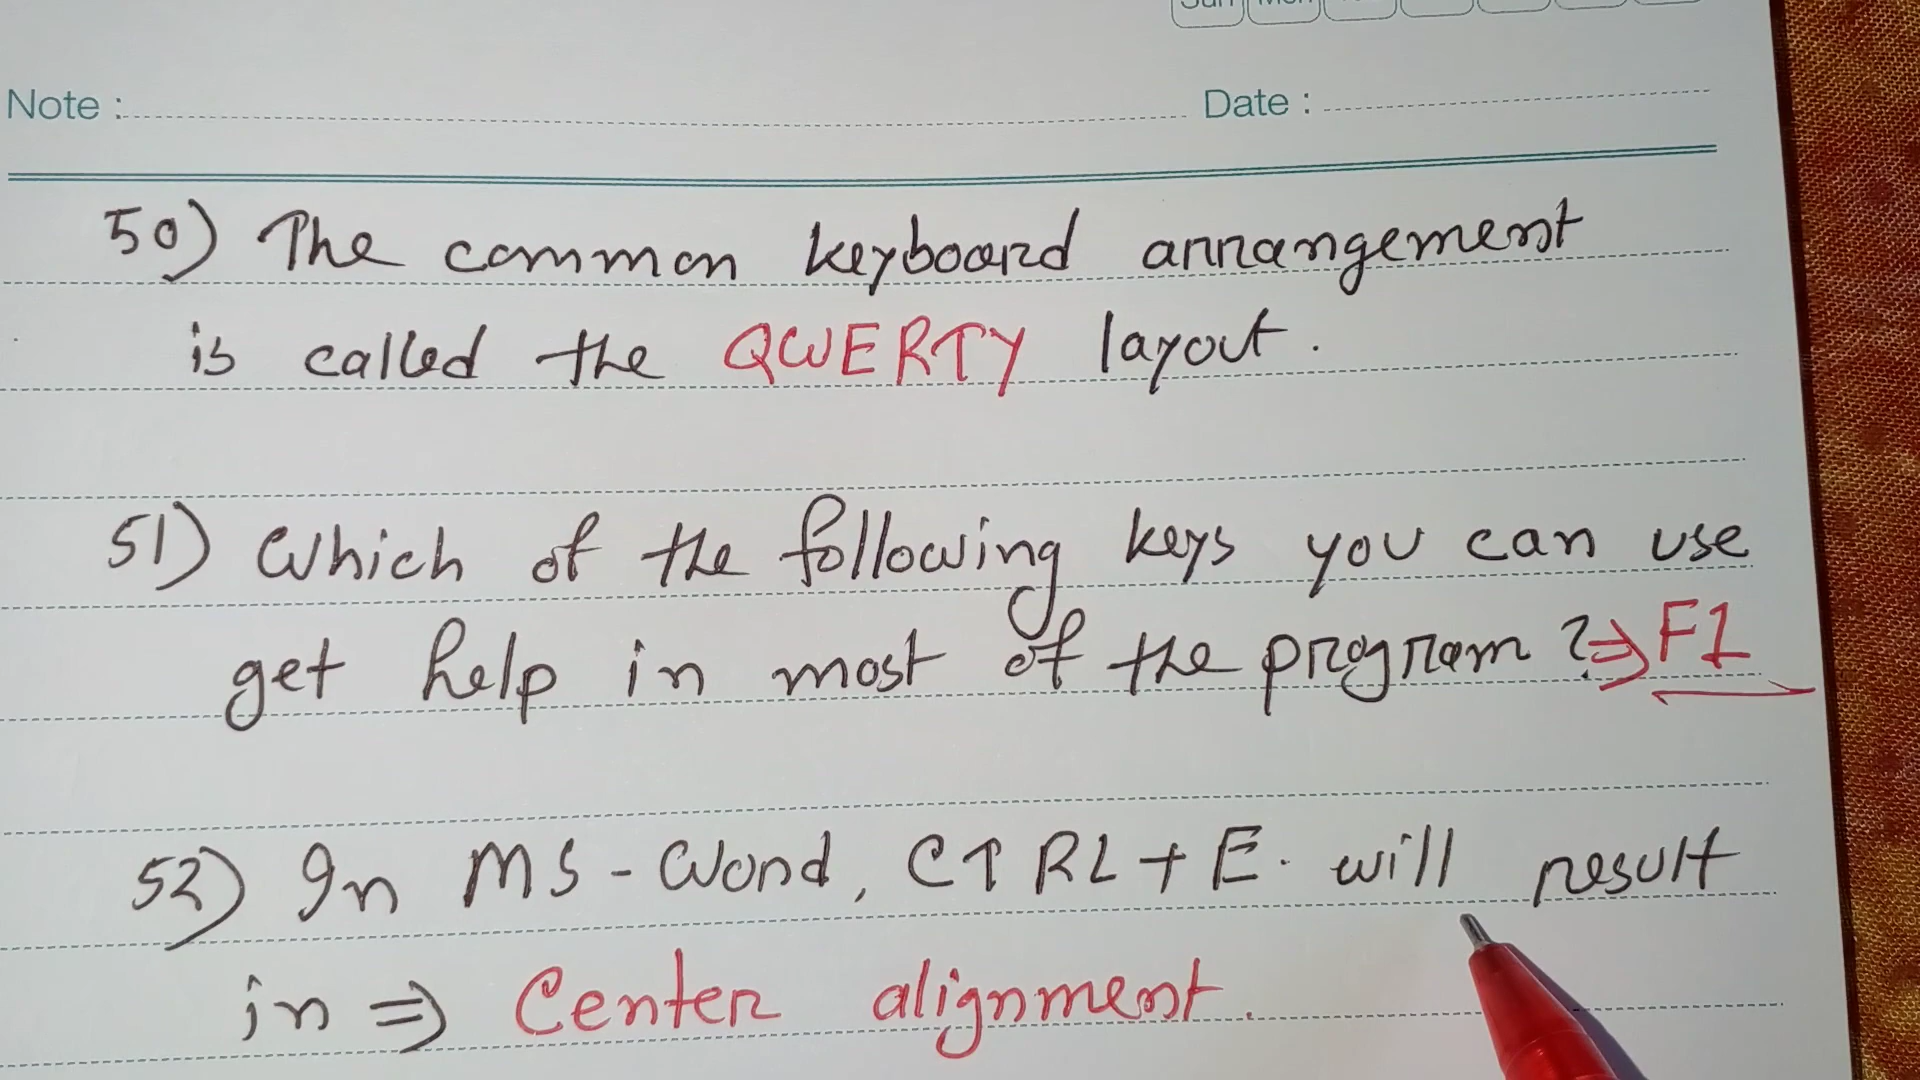 Sun Mon
Note : Date :
50) The common keyboard arrangement
is called the QWERTY layout.
51) Which of the following keys you can use
get help in most of the program ? ⇒ F1
52) In MS-Word, CTRL+E. will result
in ⇒ Center alignment.